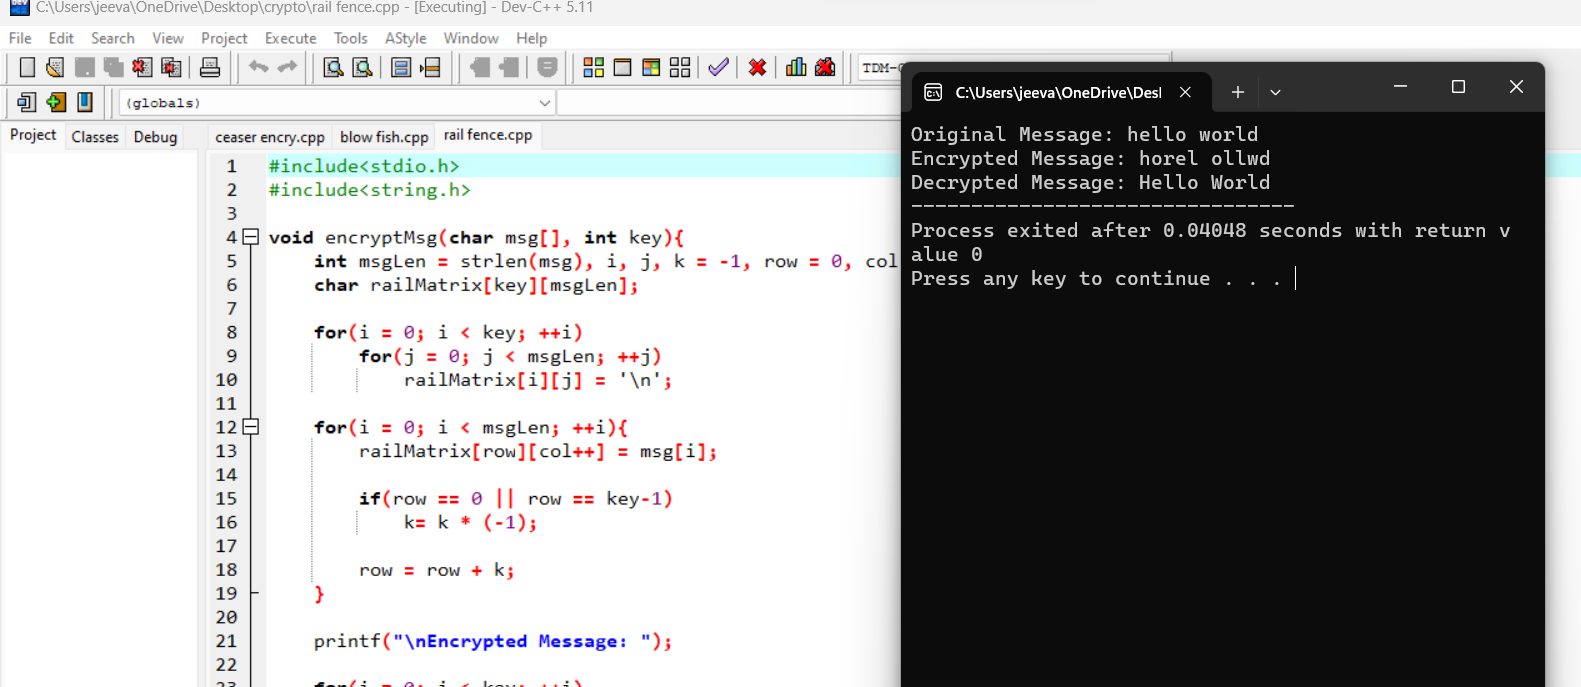 C:\Users\jeeva\OneDrive\Desktop\crypto\rail fence.cpp - [Executing] - Dev-C++ 5.11
File Edit Search View Project Execute Tools AStyle Window Help
TDM-
(globals)
Project Classes Debug
ceaser encry.cpp blow fish.cpp rail fence.cpp
1 #include<stdio.h>
2 #include<string.h>
3
4 void encryptMsg(char msg[], int key){
5 int msgLen = strlen(msg), i, j, k = -1, row = 0, col
6 char railMatrix[key][msgLen];
7
8 for(i = 0; i < key; ++i)
9 for(j = 0; j < msgLen; ++j)
10 railMatrix[i][j] = '\n';
11
12 for(i = 0; i < msgLen; ++i){
13 railMatrix[row][col++] = msg[i];
14
15 if(row == 0 || row == key-1)
16 k= k * (-1);
17
18 row = row + k;
19 }
20
21 printf("\nEncrypted Message: ");
22
23 for(i = 0; i < key; ++i)
C:\Users\jeeva\OneDrive\Desl
Original Message: hello world
Encrypted Message: horel ollwd
Decrypted Message: Hello World
--------------------------------
Process exited after 0.04048 seconds with return v
alue 0
Press any key to continue . . .